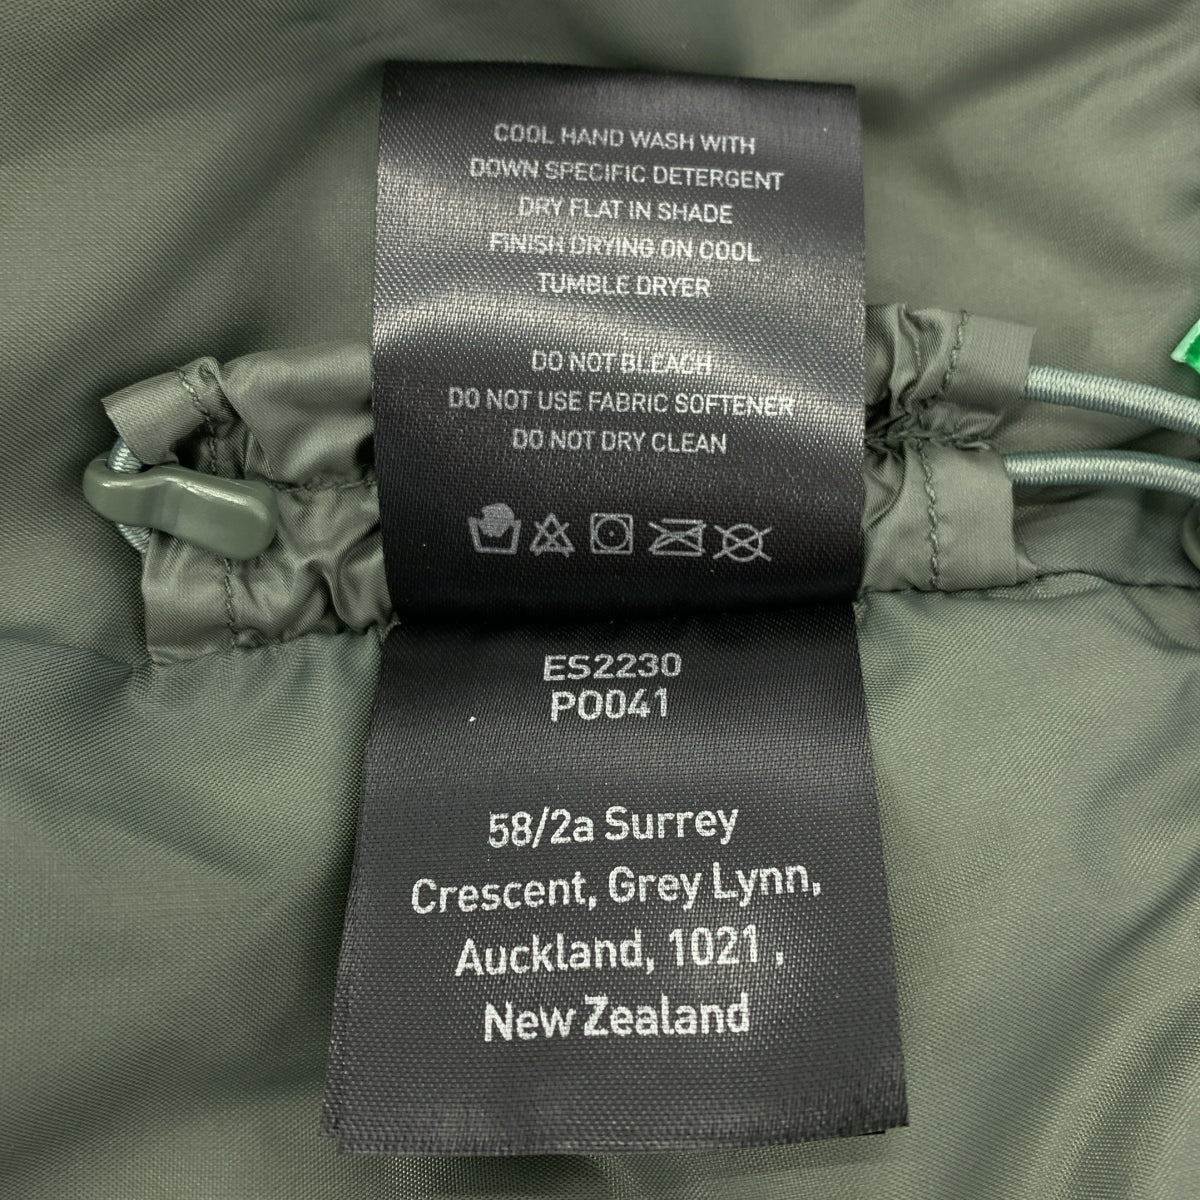 COOL HAND WASH WITH
DOWN SPECIFIC DETERGENT
DRY FLAT IN SHADE
FINISH DRYING ON COOL
TUMBLE DRYER
DO NOT BLEACH
DO NOT USE FABRIC SOFTENER
DO NOT DRY CLEAN
ES2230
PO041
58/2a Surrey
Crescent, Grey Lynn,
Auckland, 1021 ,
New Zealand